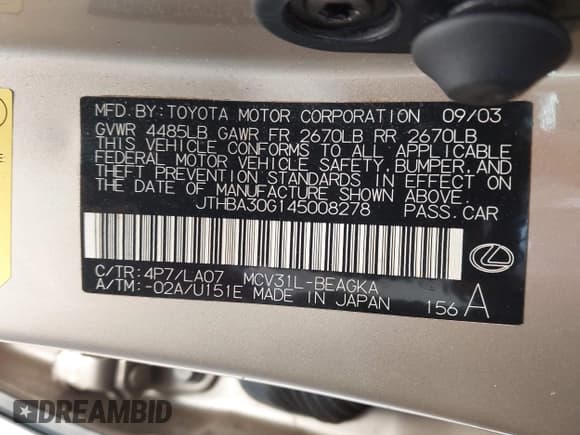 MFD.BY:TOYOTA MOTOR CORPORATION 09/03
GVWR 4485LB GAWR FR 2670LB RR 2670LB
THIS VEHICLE CONFORMS TO ALL APPLICABLE
FEDERAL MOTOR VEHICLE SAFETY,BUMPER,AND
THEFT PREVENTION STANDARDS IN EFFECT ON
THE DATE OF MANUFACTURE SHOWN ABOVE.
JTHBA30G145008278 PASS.CAR
C/TR:4P7/LA07 MCV31L-BEAGKA
A/TM:-02A/U151E MADE IN JAPAN 156 A
DREAMBID